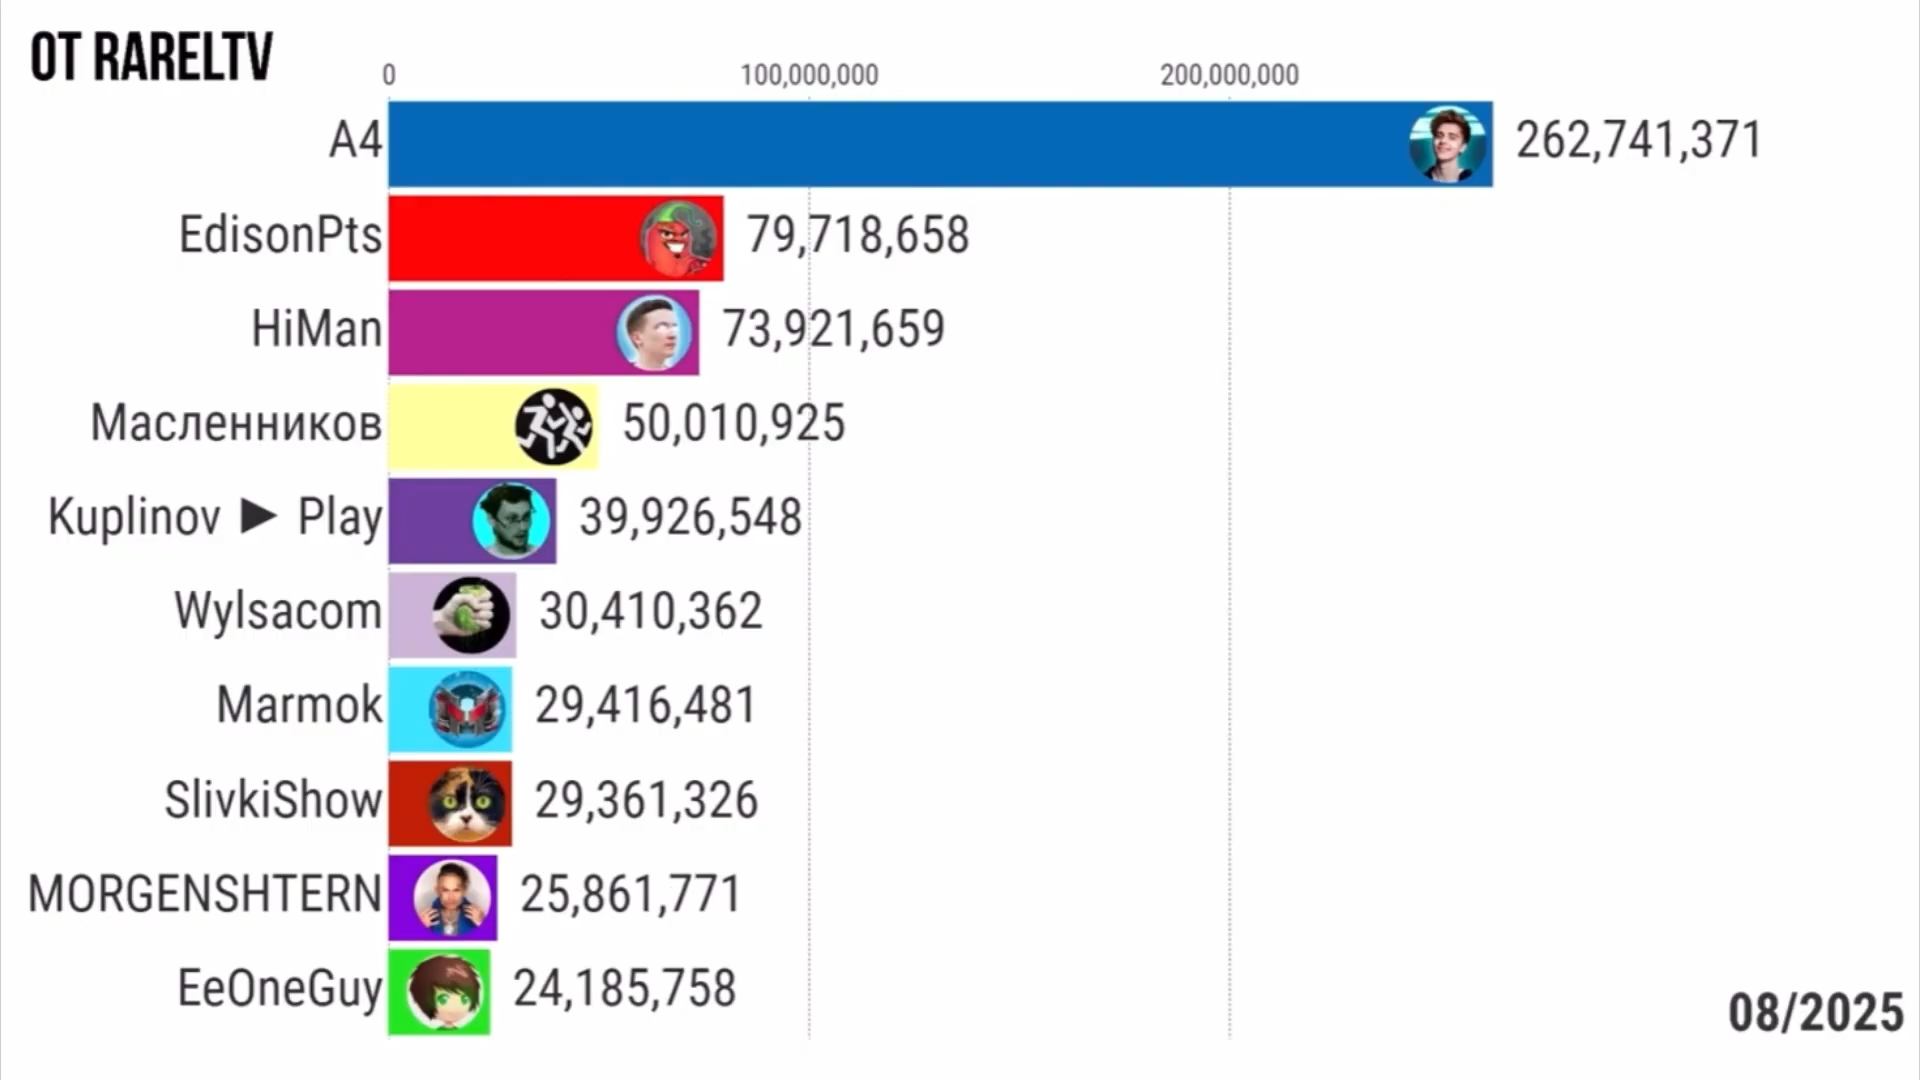 ОТ RARELTV
0 100,000,000 200,000,000
A4 262,741,371
EdisonPts 79,718,658
HiMan 73,921,659
Масленников 50,010,925
Kuplinov ► Play 39,926,548
Wylsacom 30,410,362
Marmok 29,416,481
SlivkiShow 29,361,326
MORGENSHTERN 25,861,771
EeOneGuy 24,185,758
08/2025